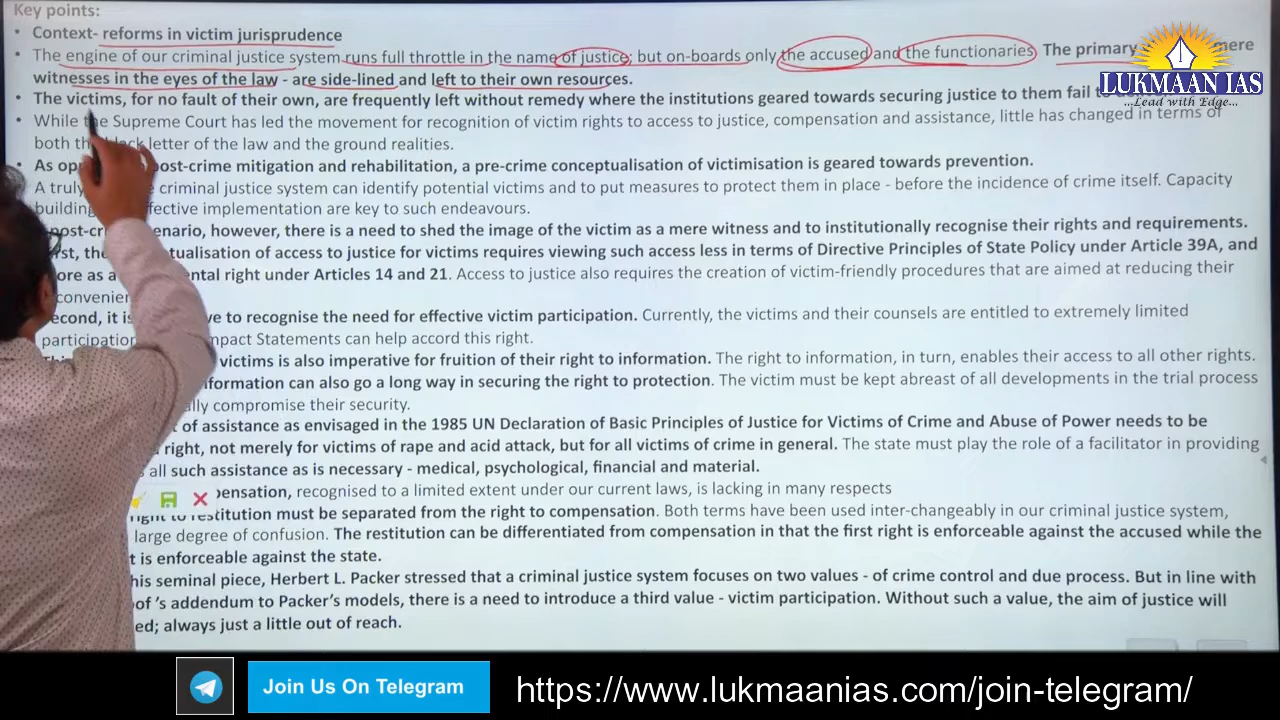 Key points:
• Context- reforms in victim jurisprudence
• The engine of our criminal justice system runs full throttle in the name of justice; but on-boards only the accused and the functionaries. The primary mere
witnesses in the eyes of the law - are side-lined and left to their own resources.
• The victims, for no fault of their own, are frequently left without remedy where the institutions geared towards securing justice to them fail to
• While the Supreme Court has led the movement for recognition of victim rights to access to justice, compensation and assistance, little has changed in terms of
both the letter of the law and the ground realities.
• As post-crime mitigation and rehabilitation, a pre-crime conceptualisation of victimisation is geared towards prevention.
A truly criminal justice system can identify potential victims and to put measures to protect them in place - before the incidence of crime itself. Capacity
building are key to such endeavours.
however, there is a need to shed the image of the victim as a mere witness and to institutionally recognise their rights and requirements.
of access to justice for victims requires viewing such access less in terms of Directive Principles of State Policy under Article 39A, and
as a right under Articles 14 and 21. Access to justice also requires the creation of victim-friendly procedures that are aimed at reducing their
it is to recognise the need for effective victim participation. Currently, the victims and their counsels are entitled to extremely limited
participation Statements can help accord this right.
victims is also imperative for fruition of their right to information. The right to information, in turn, enables their access to all other rights.
can also go a long way in securing the right to protection. The victim must be kept abreast of all developments in the trial process
compromise their security.
of assistance as envisaged in the 1985 UN Declaration of Basic Principles of Justice for Victims of Crime and Abuse of Power needs to be
right, not merely for victims of rape and acid attack, but for all victims of crime in general. The state must play the role of a facilitator in providing
all such assistance as is necessary - medical, psychological, financial and material.
recognised to a limited extent under our current laws, is lacking in many respects
right to restitution must be separated from the right to compensation. Both terms have been used inter-changeably in our criminal justice system,
large degree of confusion. The restitution can be differentiated from compensation in that the first right is enforceable against the accused while the
is enforceable against the state.
his seminal piece, Herbert L. Packer stressed that a criminal justice system focuses on two values - of crime control and due process. But in line with
's addendum to Packer's models, there is a need to introduce a third value - victim participation. Without such a value, the aim of justice will
always just a little out of reach.
LUKMAAN IAS
...Lead with Edge...
Join Us On Telegram
https://www.lukmaanias.com/join-telegram/